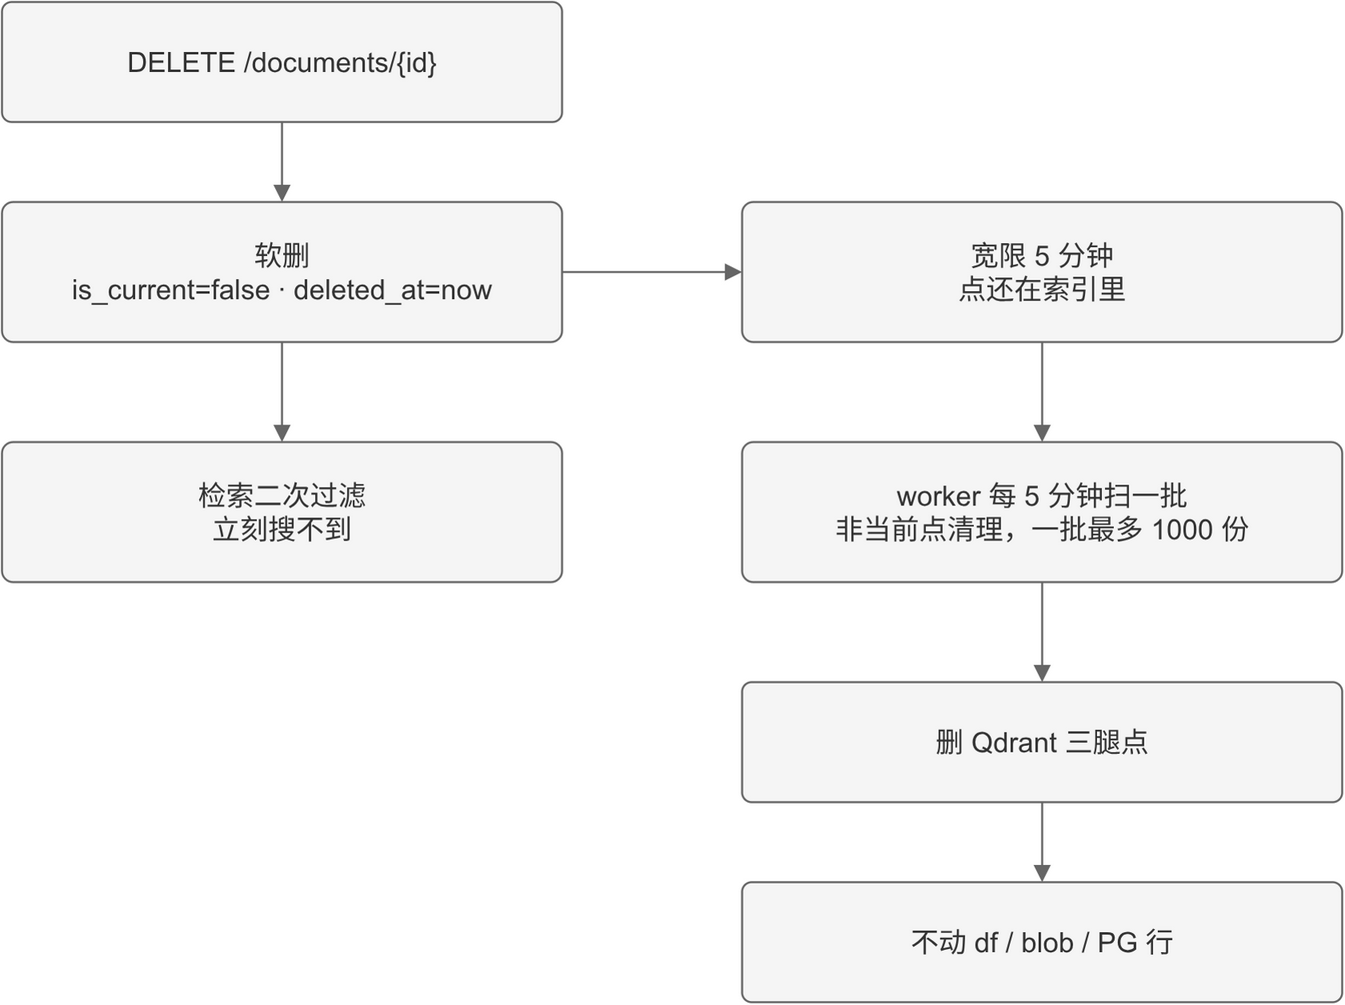 DELETE /documents/{id}
软删
is_current=false · deleted_at=now
宽限 5 分钟
点还在索引里
检索二次过滤
立刻搜不到
worker 每 5 分钟扫一批
非当前点清理，一批最多 1000 份
删 Qdrant 三腿点
不动 df / blob / PG 行